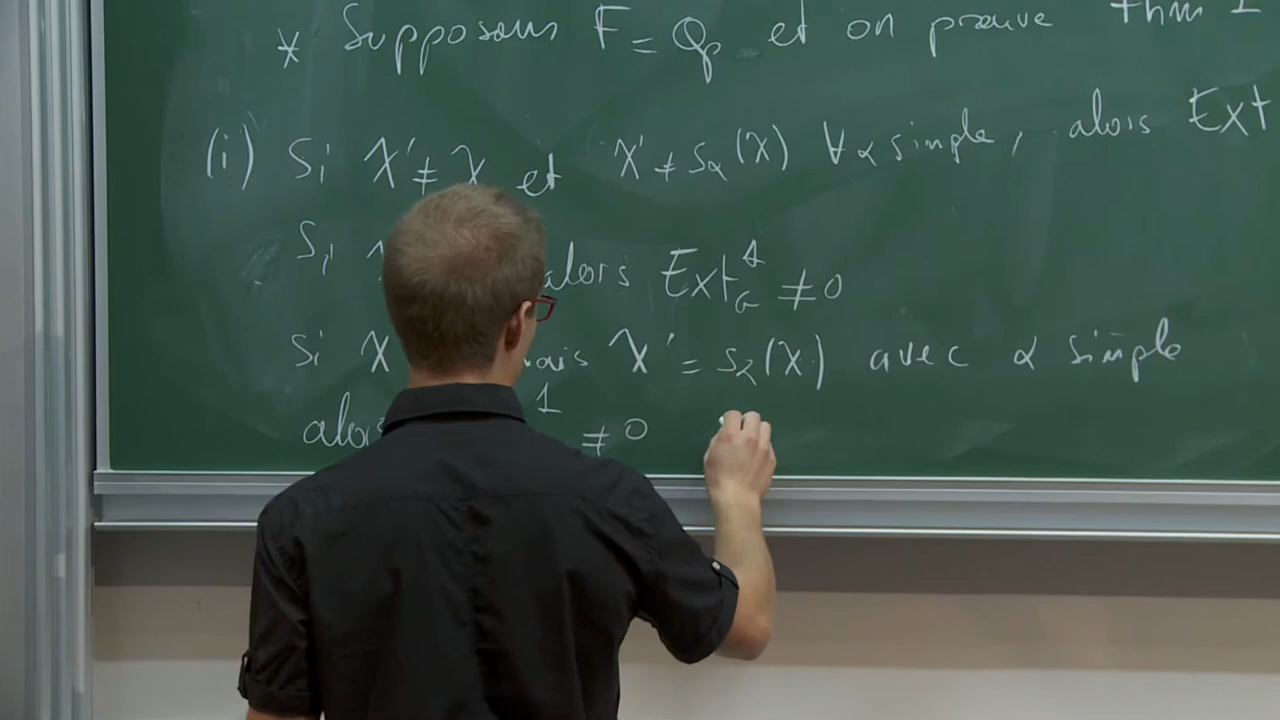 * Supposons F = Qp et on prouve Thm 1
(i) Si χ' ≠ χ et χ' ≠ sα(χ) ∀ α simple, alors Ext
Si alors Ext¹_G ≠ 0
Si χ mais χ' = sα(χ) avec α simple
alors 1 ≠ 0